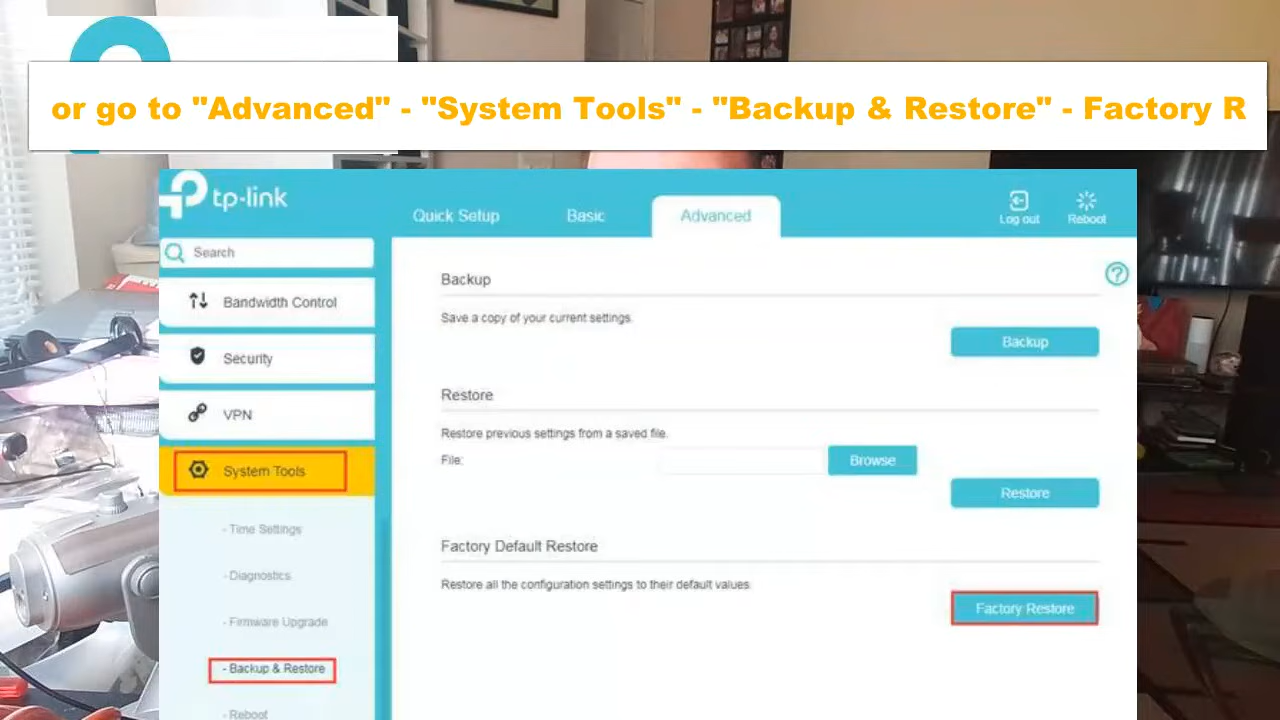 or go to "Advanced" - "System Tools" - "Backup & Restore" - Factory R
tp-link
Quick Setup
Basic
Advanced
Log out
Reboot
Search
Bandwidth Control
Security
VPN
System Tools
- Time Settings
- Diagnostics
- Firmware Upgrade
- Backup & Restore
- Reboot
Backup
Save a copy of your current settings.
Backup
Restore
Restore previous settings from a saved file.
File:
Browse
Restore
Factory Default Restore
Restore all the configuration settings to their default values.
Factory Restore